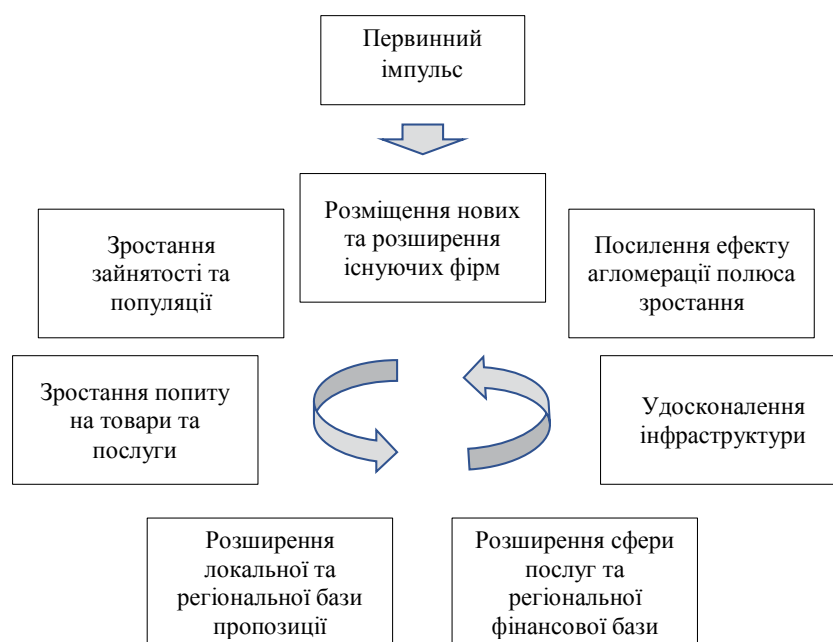 Первинний
імпульс
Розміщення нових
та розширення
існуючих фірм
Зростання
зайнятості та
популяції
Посилення ефекту
агломерації полюса
зростання
Зростання попиту
на товари та
послуги
Удосконалення
інфраструктури
Розширення
локальної та
регіональної бази
пропозиції
Розширення сфери
послуг та
регіональної
фінансової бази